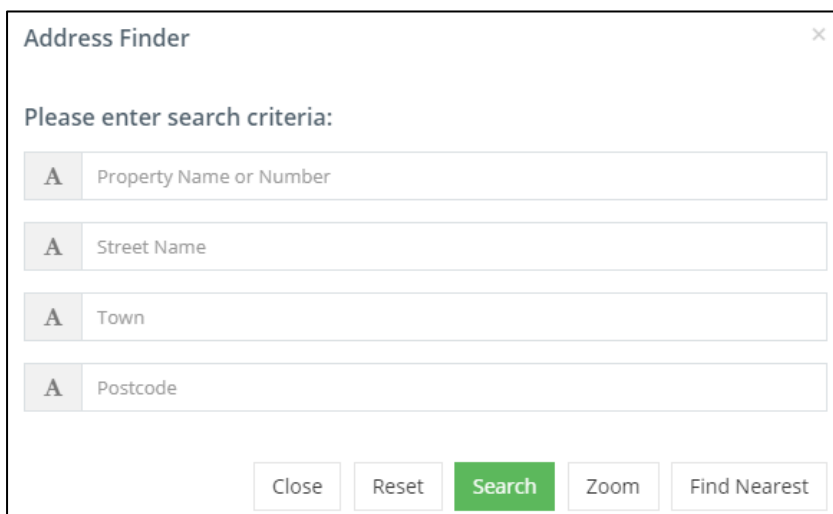 Address Finder ×
Please enter search criteria:
A Property Name or Number
A Street Name
A Town
A Postcode
Close Reset Search Zoom Find Nearest